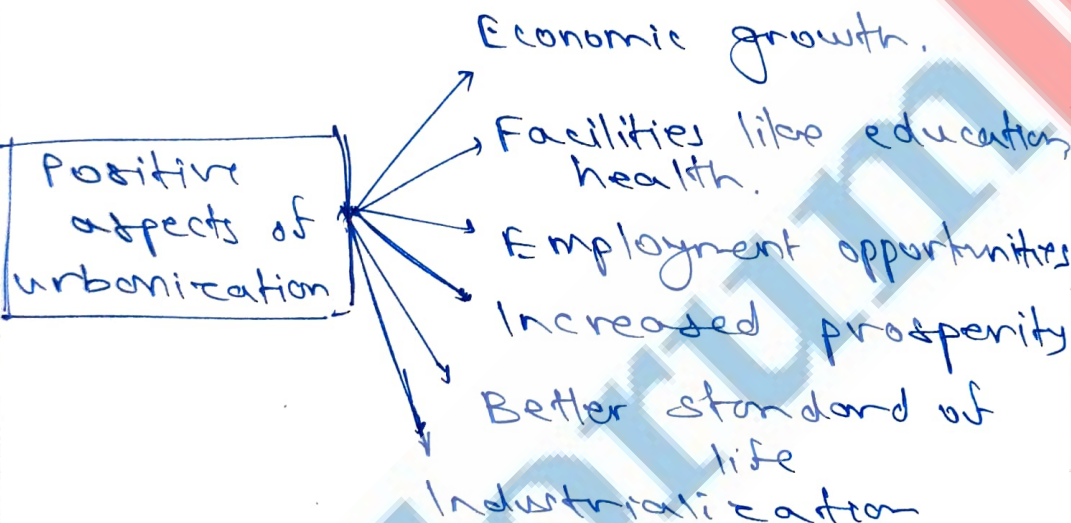 Economic growth.
Facilities like education,
health.
Positive
aspects of
urbanization
Employment opportunities
Increased prosperity
Better standard of
life
Industrialization